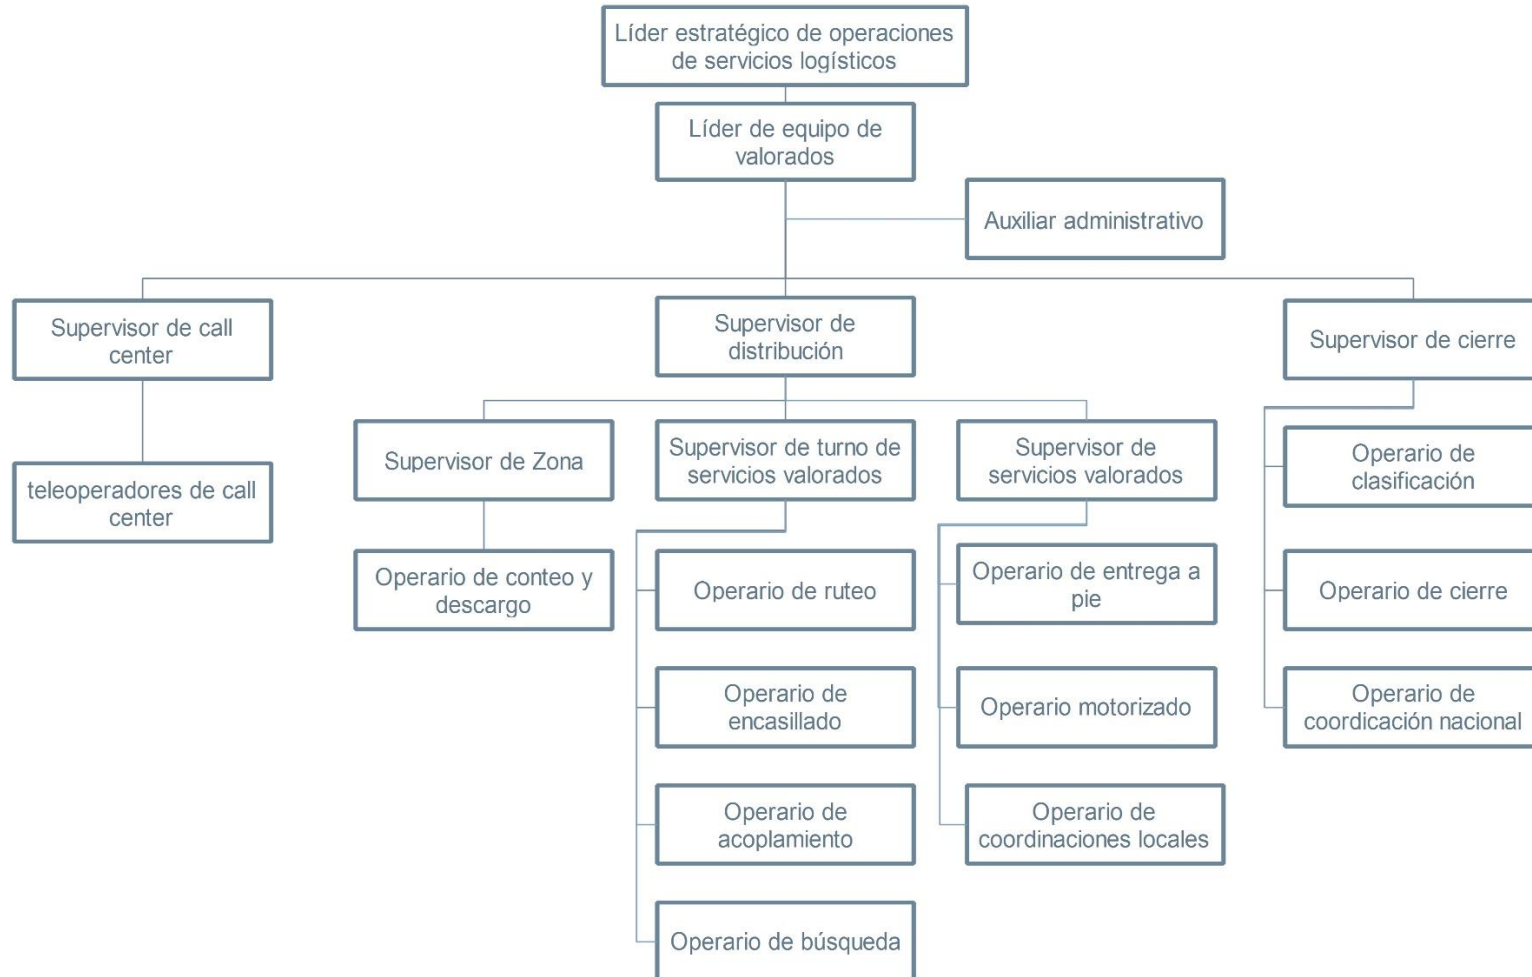 Líder estratégico de operaciones
de servicios logísticos
Líder de equipo de
valorados
Auxiliar administrativo
Supervisor de call
center
Supervisor de
distribución
Supervisor de cierre
teleoperadores de call
center
Supervisor de Zona
Supervisor de turno de
servicios valorados
Supervisor de
servicios valorados
Operario de
clasificación
Operario de conteo y
descargo
Operario de ruteo
Operario de entrega a
pie
Operario de cierre
Operario de
encasillado
Operario motorizado
Operario de
coordicación nacional
Operario de
acoplamiento
Operario de
coordinaciones locales
Operario de búsqueda